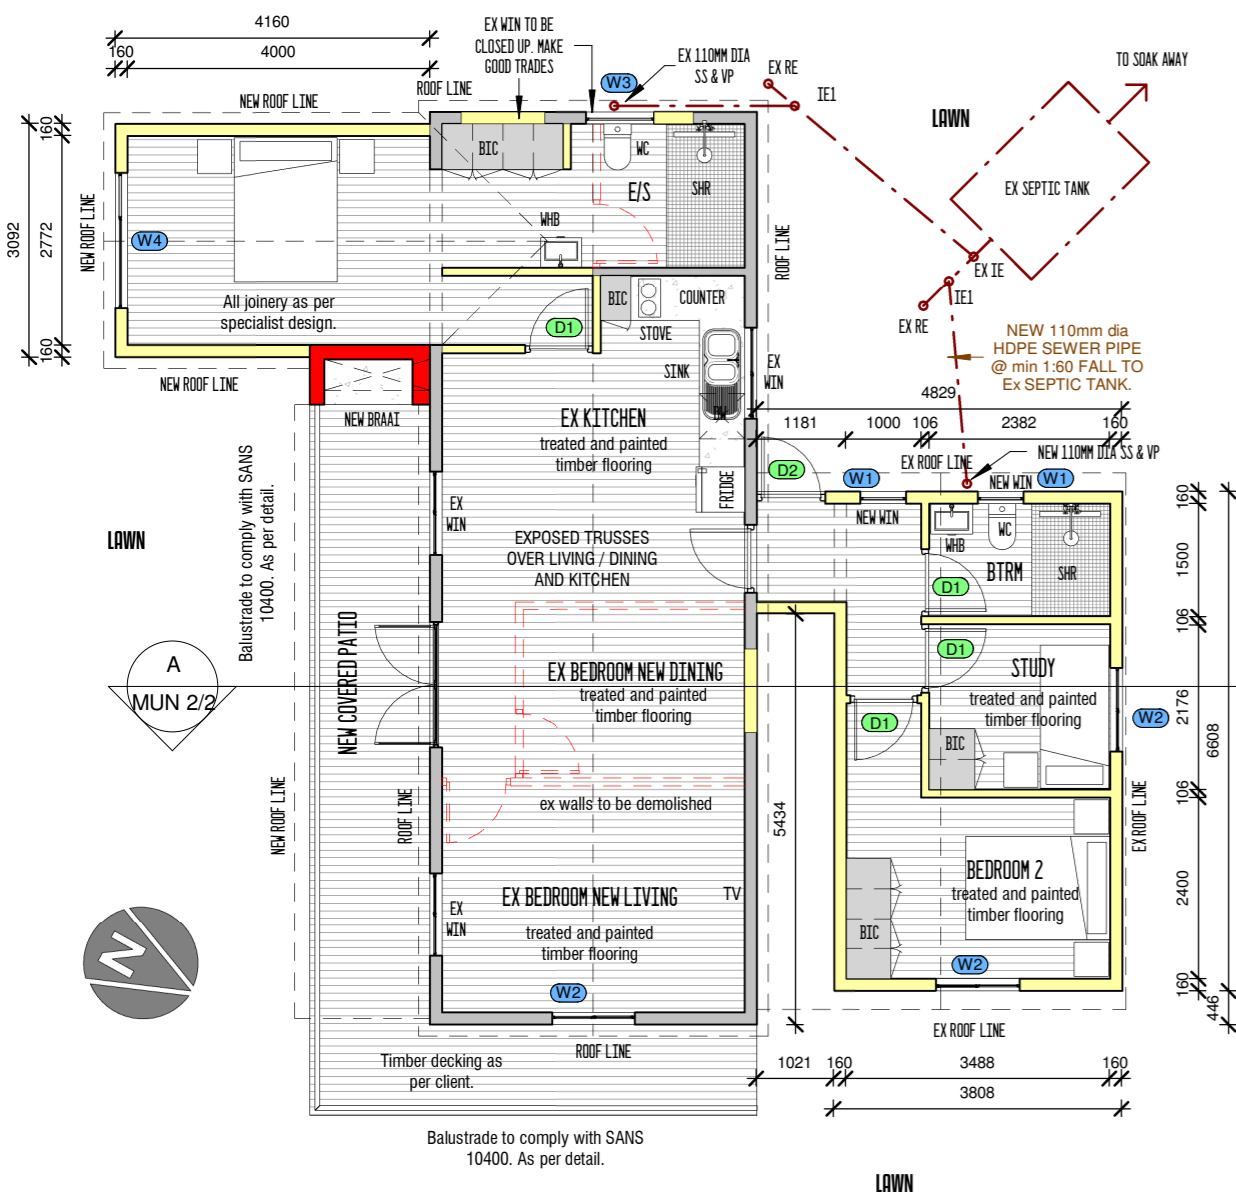 4160
160
4000
EX WIN TO BE
CLOSED UP. MAKE
GOOD TRADES
EX 110MM DIA
SS & VP
EX RE
IE1
TO SOAK AWAY
NEW ROOF LINE
ROOF LINE
W3
LAWN
EX SEPTIC TANK
160
3092
2772
160
NEW ROOF LINE
W4
BIC
WC
E/S
SHR
WHB
ROOF LINE
EX IE
IE1
EX RE
All joinery as per
specialist design.
D1
BIC
COUNTER
STOVE
SINK
DW
EX
WIN
NEW 110mm dia
HDPE SEWER PIPE
@ min 1:60 FALL TO
Ex SEPTIC TANK.
4829
NEW ROOF LINE
NEW BRAAI
EX KITCHEN
treated and painted
timber flooring
1181
1000
106
2382
160
D2
EX ROOF LINE
NEW 110MM DIA SS & VP
W1
NEW WIN
W1
FRIDGE
NEW WIN
Balustrade to comply with SANS
10400. As per detail.
LAWN
EX
WIN
EXPOSED TRUSSES
OVER LIVING / DINING
AND KITCHEN
WHB
WC
BTRM
SHR
D1
160
1500
106
2176
106
2400
160
6608
446
A
MUN 2/2
NEW COVERED PATIO
EX BEDROOM NEW DINING
treated and painted
timber flooring
D1
STUDY
treated and painted
timber flooring
D1
BIC
W2
NEW ROOF LINE
ROOF LINE
ex walls to be demolished
5434
EX ROOF LINE
N
EX BEDROOM NEW LIVING
TV
treated and painted
timber flooring
EX
WIN
BEDROOM 2
treated and painted
timber flooring
BIC
W2
W2
ROOF LINE
EX ROOF LINE
Timber decking as
per client.
1021
160
3488
160
3808
Balustrade to comply with SANS
10400. As per detail.
LAWN